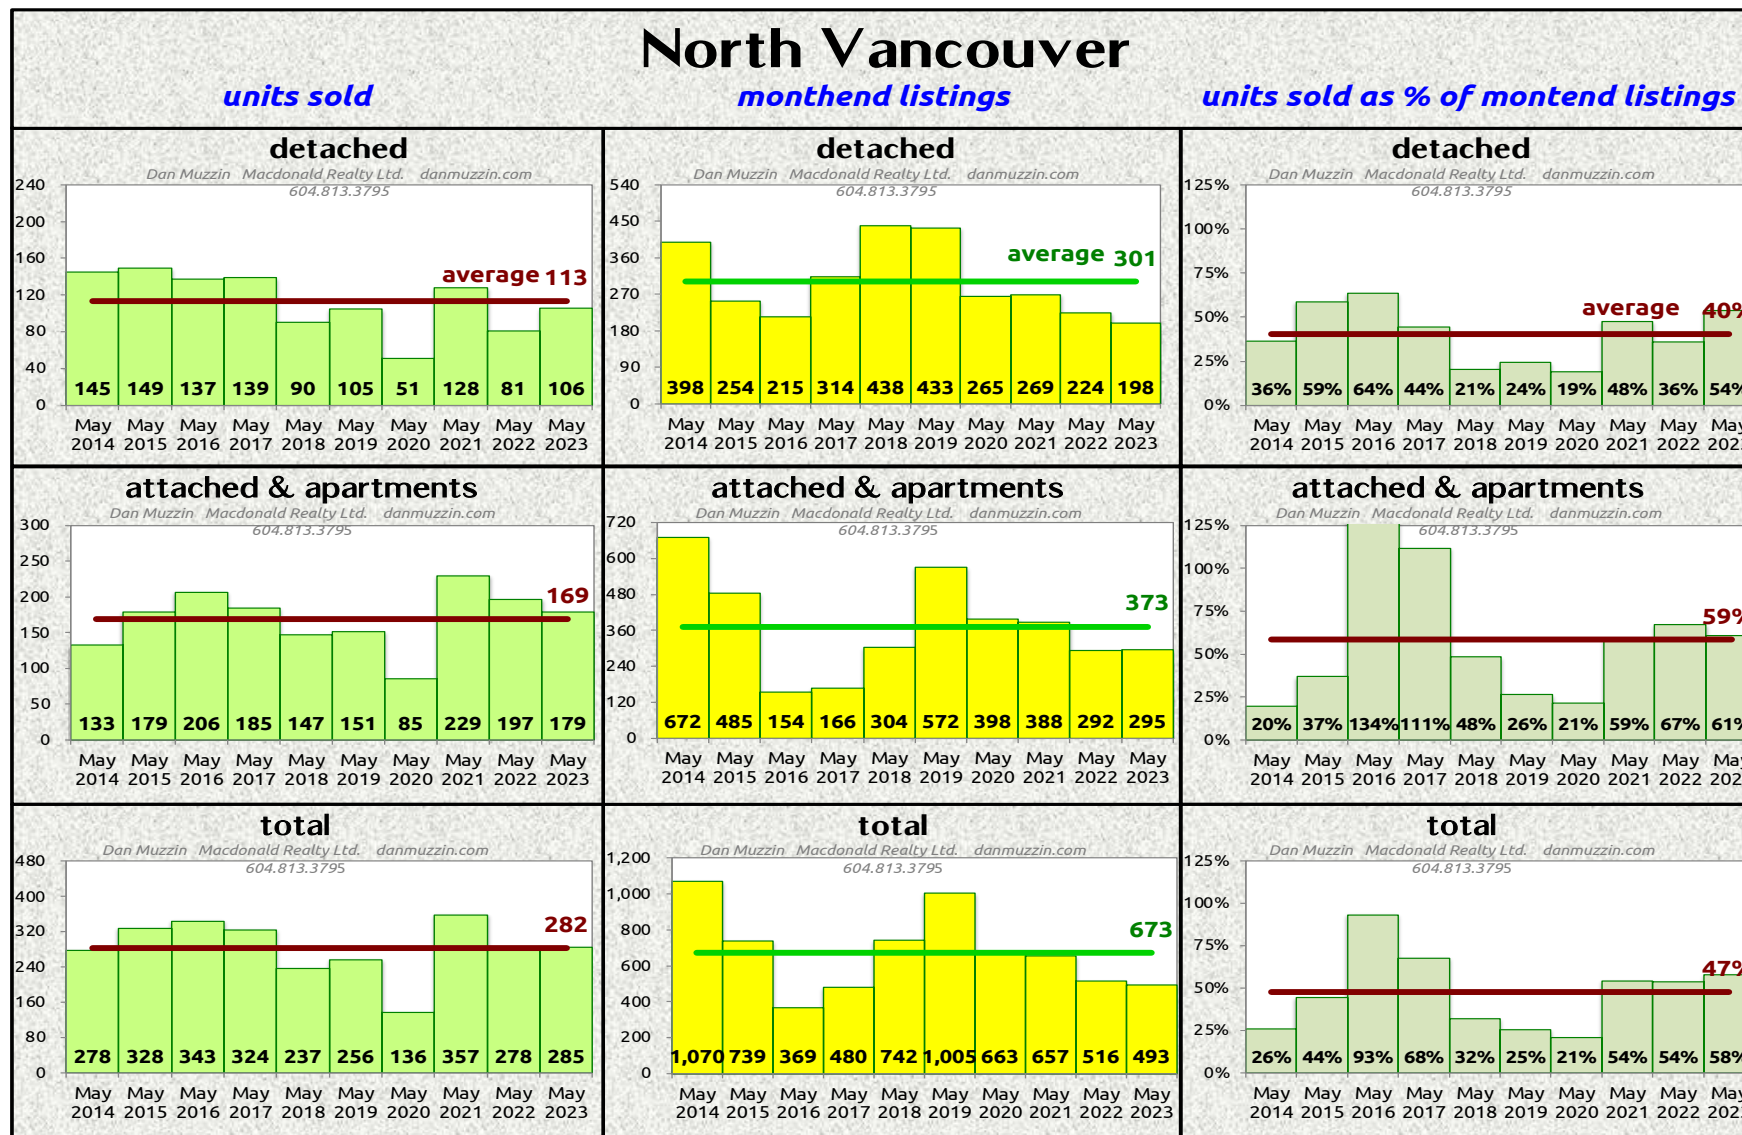 North Vancouver
units sold
monthend listings
units sold as % of montend listings
detached
Dan Muzzin Macdonald Realty Ltd. danmuzzin.com
604.813.3795
240
200
160
120
80
40
0
average 113
145 149 137 139 90 105 51 128 81 106
May May May May May May May May May May
2014 2015 2016 2017 2018 2019 2020 2021 2022 2023
detached
Dan Muzzin Macdonald Realty Ltd. danmuzzin.com
604.813.3795
540
450
360
270
180
90
0
average 301
398 254 215 314 438 433 265 269 224 198
May May May May May May May May May May
2014 2015 2016 2017 2018 2019 2020 2021 2022 2023
detached
Dan Muzzin Macdonald Realty Ltd. danmuzzin.com
604.813.3795
125%
100%
75%
50%
25%
0%
average 40%
36% 59% 64% 44% 21% 24% 19% 48% 36% 54%
May May May May May May May May May May
2014 2015 2016 2017 2018 2019 2020 2021 2022 202
attached & apartments
Dan Muzzin Macdonald Realty Ltd. danmuzzin.com
604.813.3795
300
250
200
150
100
50
0
169
133 179 206 185 147 151 85 229 197 179
May May May May May May May May May May
2014 2015 2016 2017 2018 2019 2020 2021 2022 2023
attached & apartments
Dan Muzzin Macdonald Realty Ltd. danmuzzin.com
604.813.3795
720
600
480
360
240
120
0
373
672 485 154 166 304 572 398 388 292 295
May May May May May May May May May May
2014 2015 2016 2017 2018 2019 2020 2021 2022 2023
attached & apartments
Dan Muzzin Macdonald Realty Ltd. danmuzzin.com
604.813.3795
125%
100%
75%
50%
25%
0%
59%
20% 37% 134% 111% 48% 26% 21% 59% 67% 61%
May May May May May May May May May May
2014 2015 2016 2017 2018 2019 2020 2021 2022 202
total
Dan Muzzin Macdonald Realty Ltd. danmuzzin.com
604.813.3795
480
400
320
240
160
80
0
282
278 328 343 324 237 256 136 357 278 285
May May May May May May May May May May
2014 2015 2016 2017 2018 2019 2020 2021 2022 2023
total
Dan Muzzin Macdonald Realty Ltd. danmuzzin.com
604.813.3795
1,200
1,000
800
600
400
200
0
673
1,070 739 369 480 742 1,005 663 657 516 493
May May May May May May May May May May
2014 2015 2016 2017 2018 2019 2020 2021 2022 2023
total
Dan Muzzin Macdonald Realty Ltd. danmuzzin.com
604.813.3795
125%
100%
75%
50%
25%
0%
47%
26% 44% 93% 68% 32% 25% 21% 54% 54% 58%
May May May May May May May May May May
2014 2015 2016 2017 2018 2019 2020 2021 2022 202